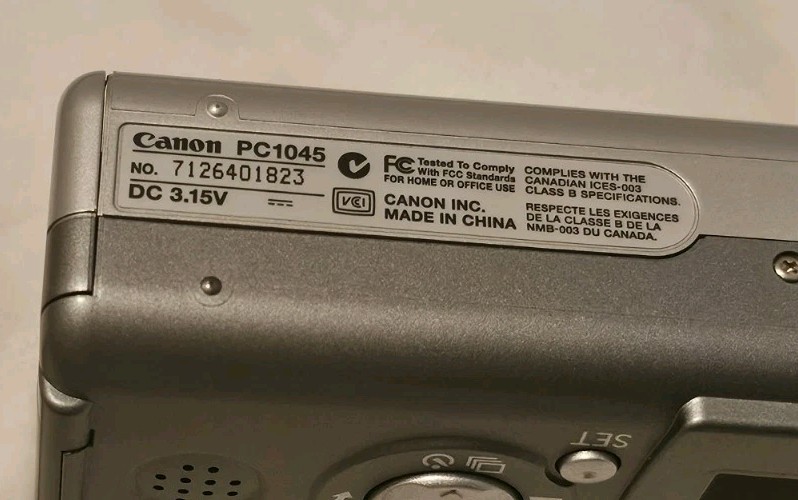 Canon PC1045
NO. 7126401823
DC 3.15V
FC Tested To Comply
With FCC Standards
FOR HOME OR OFFICE USE
VCI
CANON INC.
MADE IN CHINA
COMPLIES WITH THE
CANADIAN ICES-003
CLASS B SPECIFICATIONS.
RESPECTE LES EXIGENCES
DE LA CLASSE B DE LA
NMB-003 DU CANADA.
SET